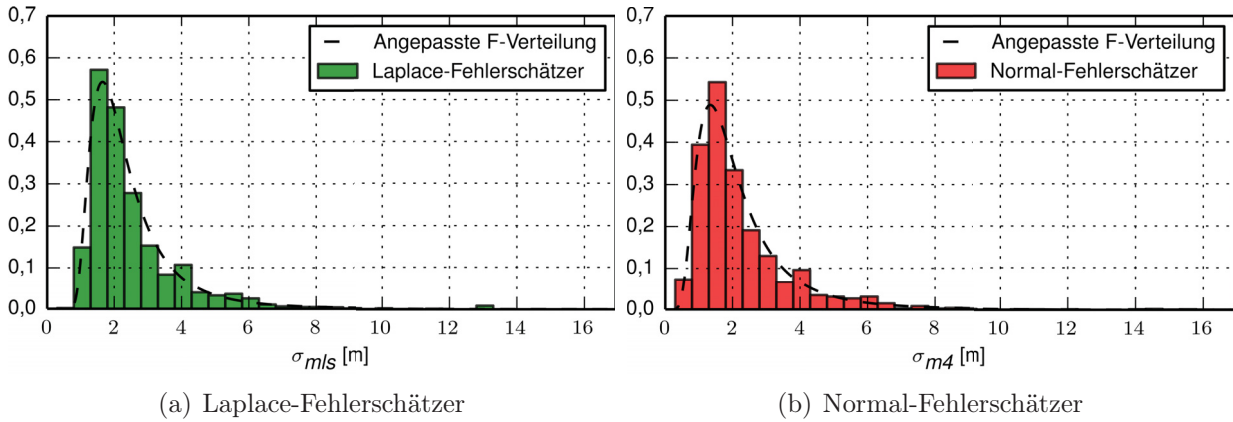 0,7
0,6
0,5
0,4
0,3
0,2
0,1
0,0
0 2 4 6 8 10 12 14 16
σmls [m]
Angepasste F-Verteilung
Laplace-Fehlerschätzer
(a) Laplace-Fehlerschätzer
0,7
0,6
0,5
0,4
0,3
0,2
0,1
0,0
0 2 4 6 8 10 12 14 16
σm4 [m]
Angepasste F-Verteilung
Normal-Fehlerschätzer
(b) Normal-Fehlerschätzer